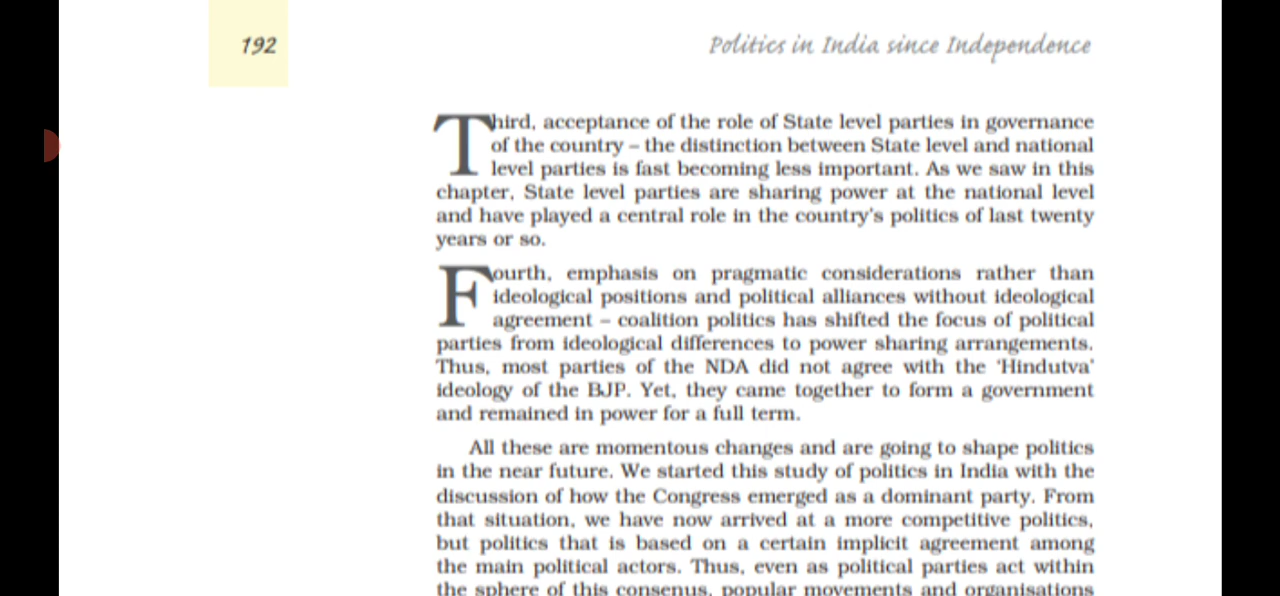 192
Politics in India since Independence
Third, acceptance of the role of State level parties in governance
of the country – the distinction between State level and national
level parties is fast becoming less important. As we saw in this
chapter, State level parties are sharing power at the national level
and have played a central role in the country's politics of last twenty
years or so.
Fourth, emphasis on pragmatic considerations rather than
ideological positions and political alliances without ideological
agreement – coalition politics has shifted the focus of political
parties from ideological differences to power sharing arrangements.
Thus, most parties of the NDA did not agree with the 'Hindutva'
ideology of the BJP. Yet, they came together to form a government
and remained in power for a full term.
All these are momentous changes and are going to shape politics
in the near future. We started this study of politics in India with the
discussion of how the Congress emerged as a dominant party. From
that situation, we have now arrived at a more competitive politics,
but politics that is based on a certain implicit agreement among
the main political actors. Thus, even as political parties act within
the sphere of this consenus, popular movements and organisations